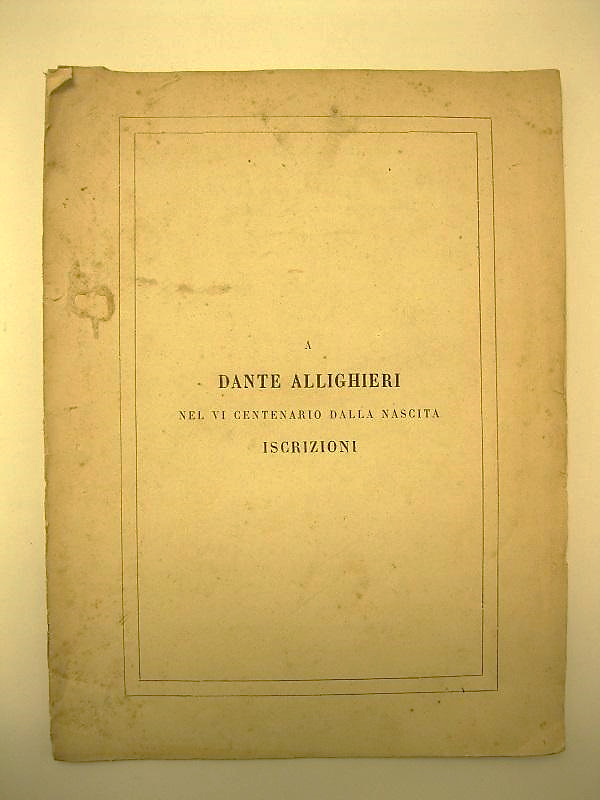 A
DANTE ALLIGHIERI
NEL VI CENTENARIO DALLA NASCITA
ISCRIZIONI